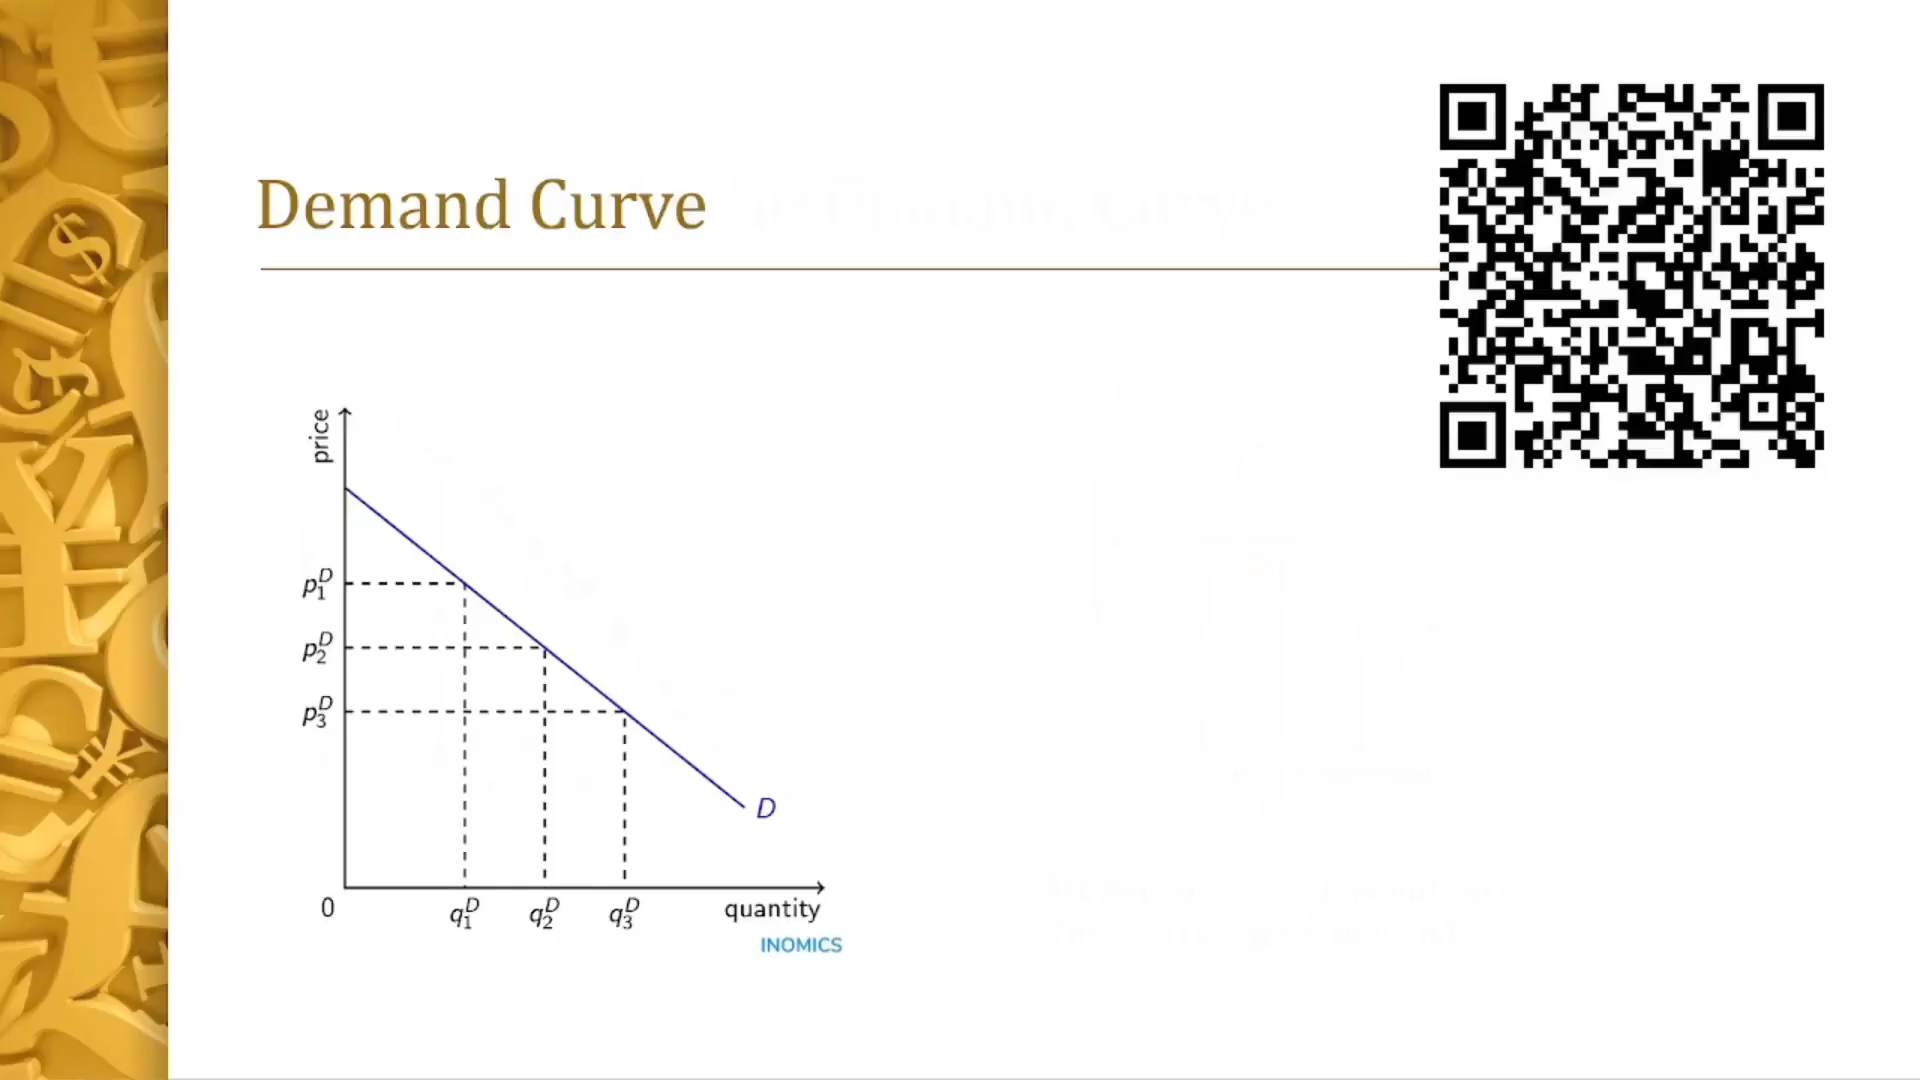 Demand Curve
price
p₁ᴰ
p₂ᴰ
p₃ᴰ
D
0
q₁ᴰ q₂ᴰ q₃ᴰ quantity
INOMICS